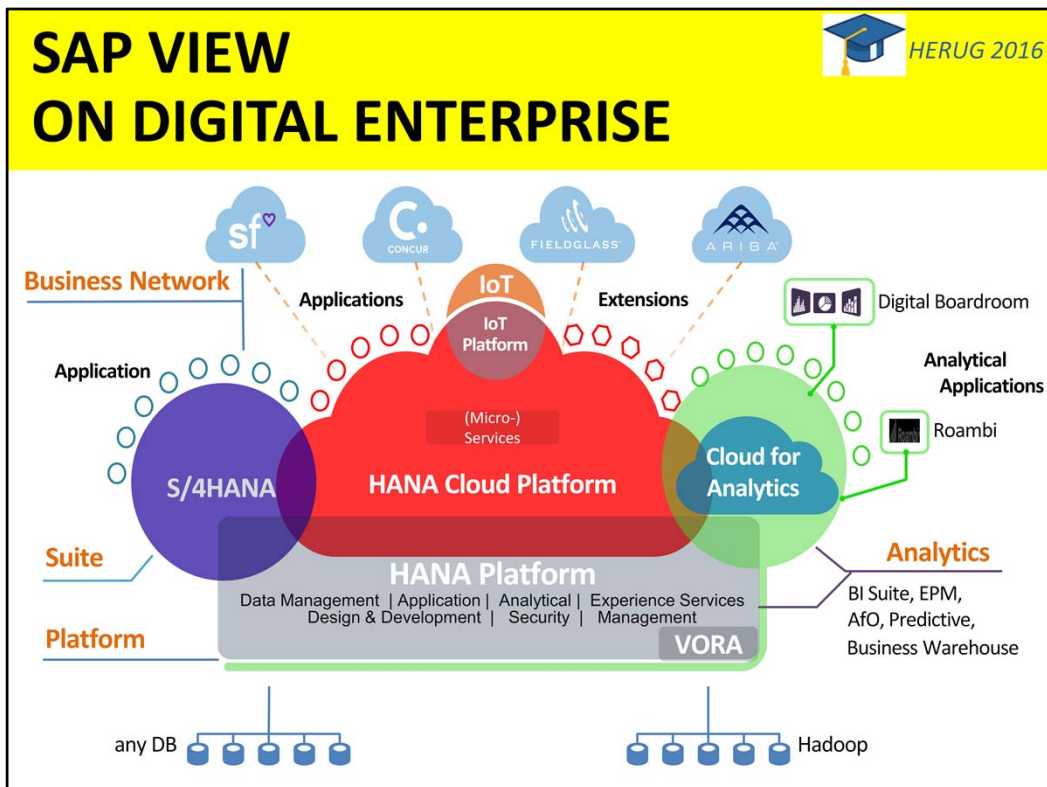 SAP VIEW
ON DIGITAL ENTERPRISE
HERUG 2016
sf
C.
CONCUR
FIELDGLASS
ARIBA
Business Network
Applications
IoT
Extensions
IoT
Platform
Digital Boardroom
Application
Analytical
Applications
(Micro-)
Services
Roambi
Roambi
S/4HANA
HANA Cloud Platform
Cloud for
Analytics
Suite
HANA Platform
Analytics
Data Management | Application | Analytical | Experience Services
Design & Development | Security | Management
BI Suite, EPM,
AfO, Predictive,
Business Warehouse
Platform
VORA
any DB
Hadoop